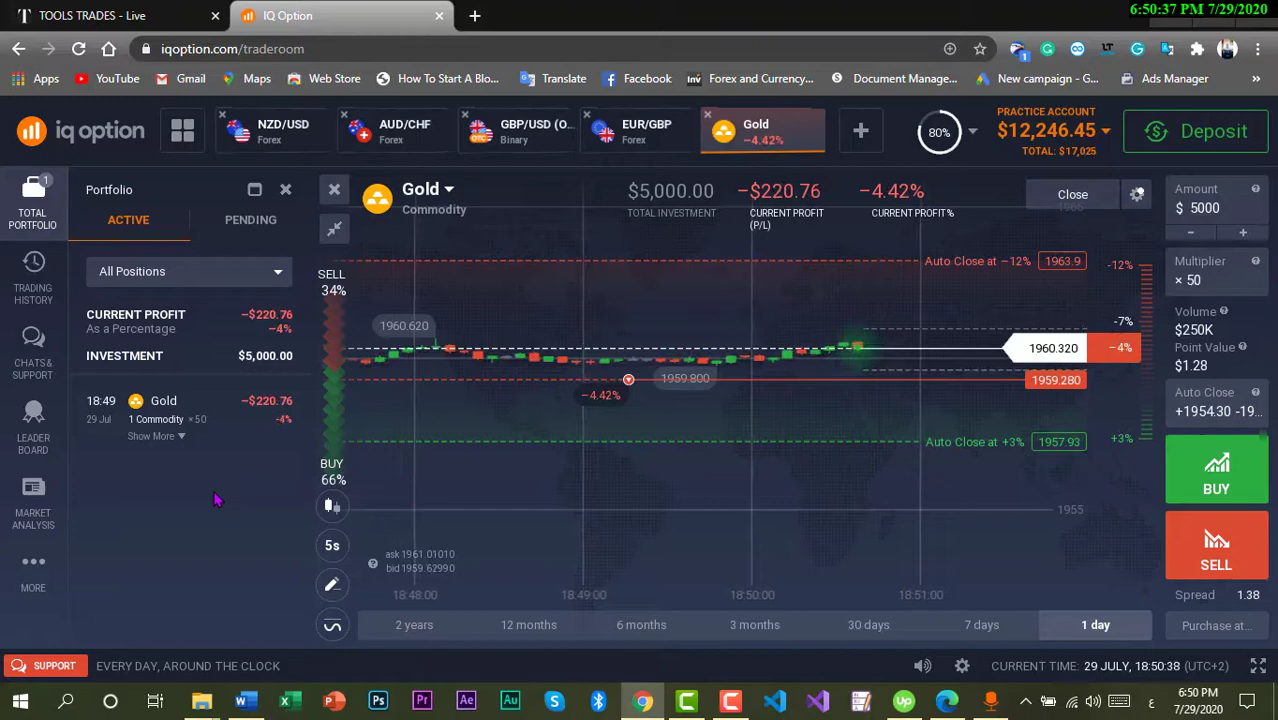 6:50:37 PM 7/29/2020
TOOLS TRADES - Live
IQ Option
iqoption.com/traderoom
Apps
YouTube
Gmail
Maps
Web Store
How To Start A Blo...
Translate
Facebook
Inv
Forex and Currency...
Document Manager...
New campaign - G...
Ads Manager
iq option
NZD/USD
Forex
AUD/CHF
Forex
GBP/USD (O...
Binary
EUR/GBP
Forex
Gold
−4.42%
80%
PRACTICE ACCOUNT
$12,246.45
TOTAL: $17,025
Deposit
1
TOTAL
PORTFOLIO
TRADING
HISTORY
CHATS &
SUPPORT
LEADER
BOARD
MARKET
ANALYSIS
MORE
Portfolio
ACTIVE
PENDING
All Positions
CURRENT PROFIT
−$220.76
As a Percentage
−4%
INVESTMENT
$5,000.00
18:49
Gold
−$220.76
29 Jul
1 Commodity ×50
-4%
Show More
Gold
Commodity
$5,000.00
TOTAL INVESTMENT
−$220.76
CURRENT PROFIT
(P/L)
−4.42%
CURRENT PROFIT%
Close
SELL
34%
BUY
66%
5s
Auto Close at −12%
1963.9
-12%
-7%
1960.620
1960.320
−4%
1959.800
−4.42%
1959.280
Auto Close at +3%
1957.93
+3%
1955
ask 1961.01010
bid 1959.62990
18:48:00
18:49:00
18:50:00
18:51:00
2 years
12 months
6 months
3 months
30 days
7 days
1 day
Amount
$ 5000
Multiplier
× 50
Volume
$250K
Point Value
$1.28
Auto Close
+1954.30 -19...
BUY
SELL
Spread 1.38
Purchase at...
SUPPORT
EVERY DAY, AROUND THE CLOCK
CURRENT TIME: 29 JULY, 18:50:38 (UTC+2)
6:50 PM
7/29/2020